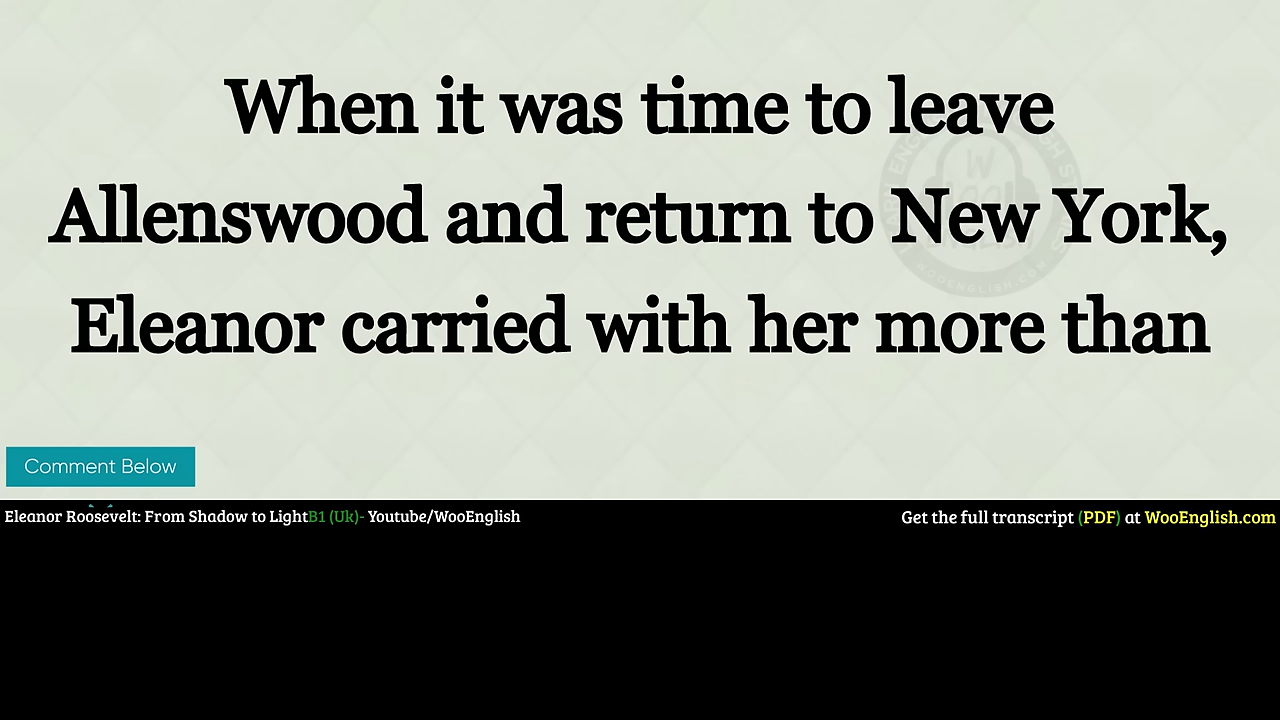 When it was time to leave
Allenswood and return to New York,
Eleanor carried with her more than
Comment Below
Eleanor Roosevelt: From Shadow to LightB1 (Uk)- Youtube/WooEnglish
Get the full transcript (PDF) at WooEnglish.com